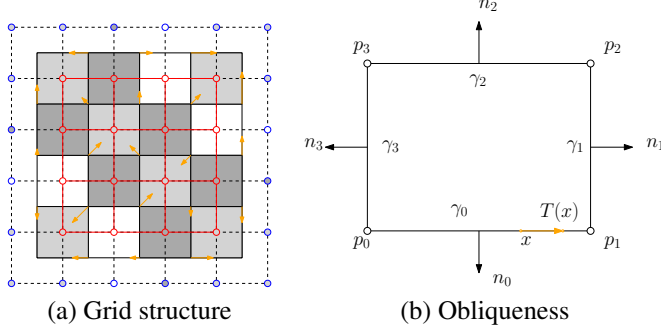 n₂
p₃ p₂
γ₂
n₃ γ₃ γ₁ n₁
γ₀ T(x)
p₀ x p₁
n₀
(a) Grid structure (b) Obliqueness